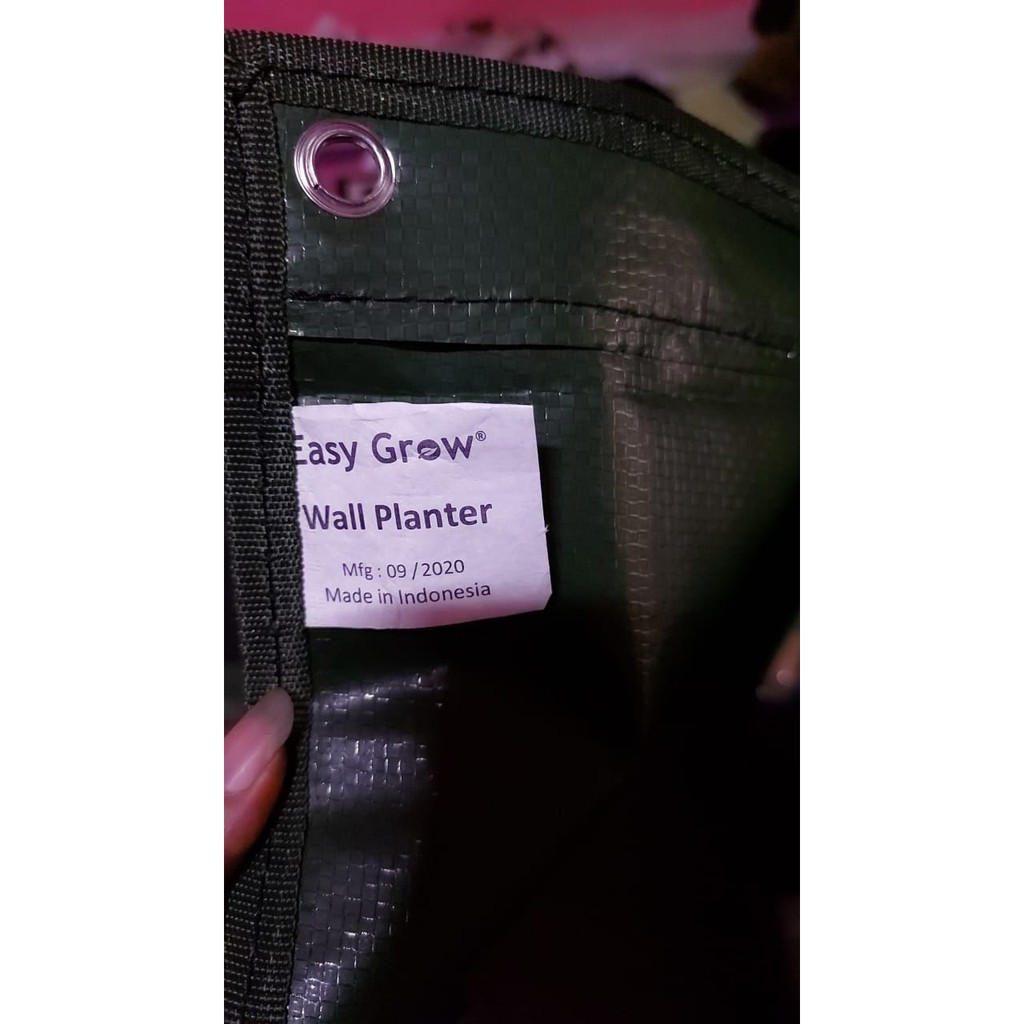 Easy Grow®
Wall Planter
Mfg : 09 / 2020
Made in Indonesia